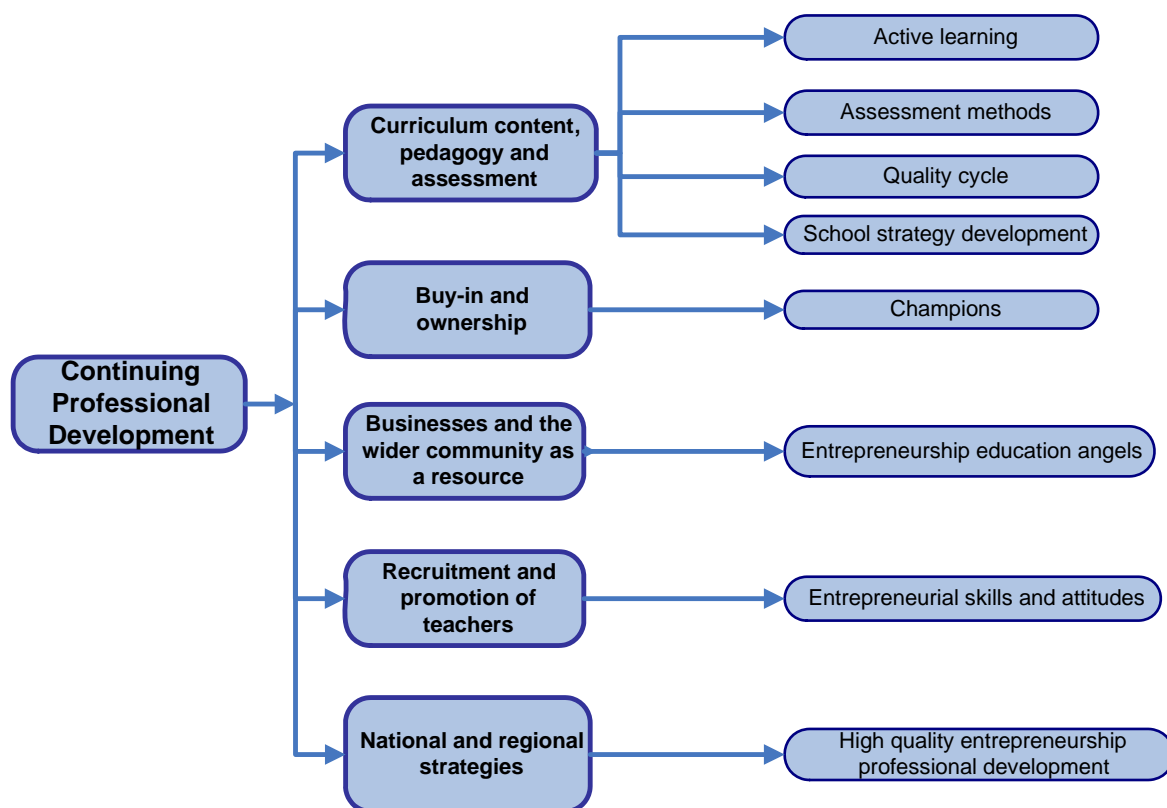 Continuing
Professional
Development
Curriculum content,
pedagogy and
assessment
Active learning
Assessment methods
Quality cycle
School strategy development
Buy-in and
ownership
Champions
Businesses and the
wider community as
a resource
Entrepreneurship education angels
Recruitment and
promotion of
teachers
Entrepreneurial skills and attitudes
National and regional
strategies
High quality entrepreneurship
professional development